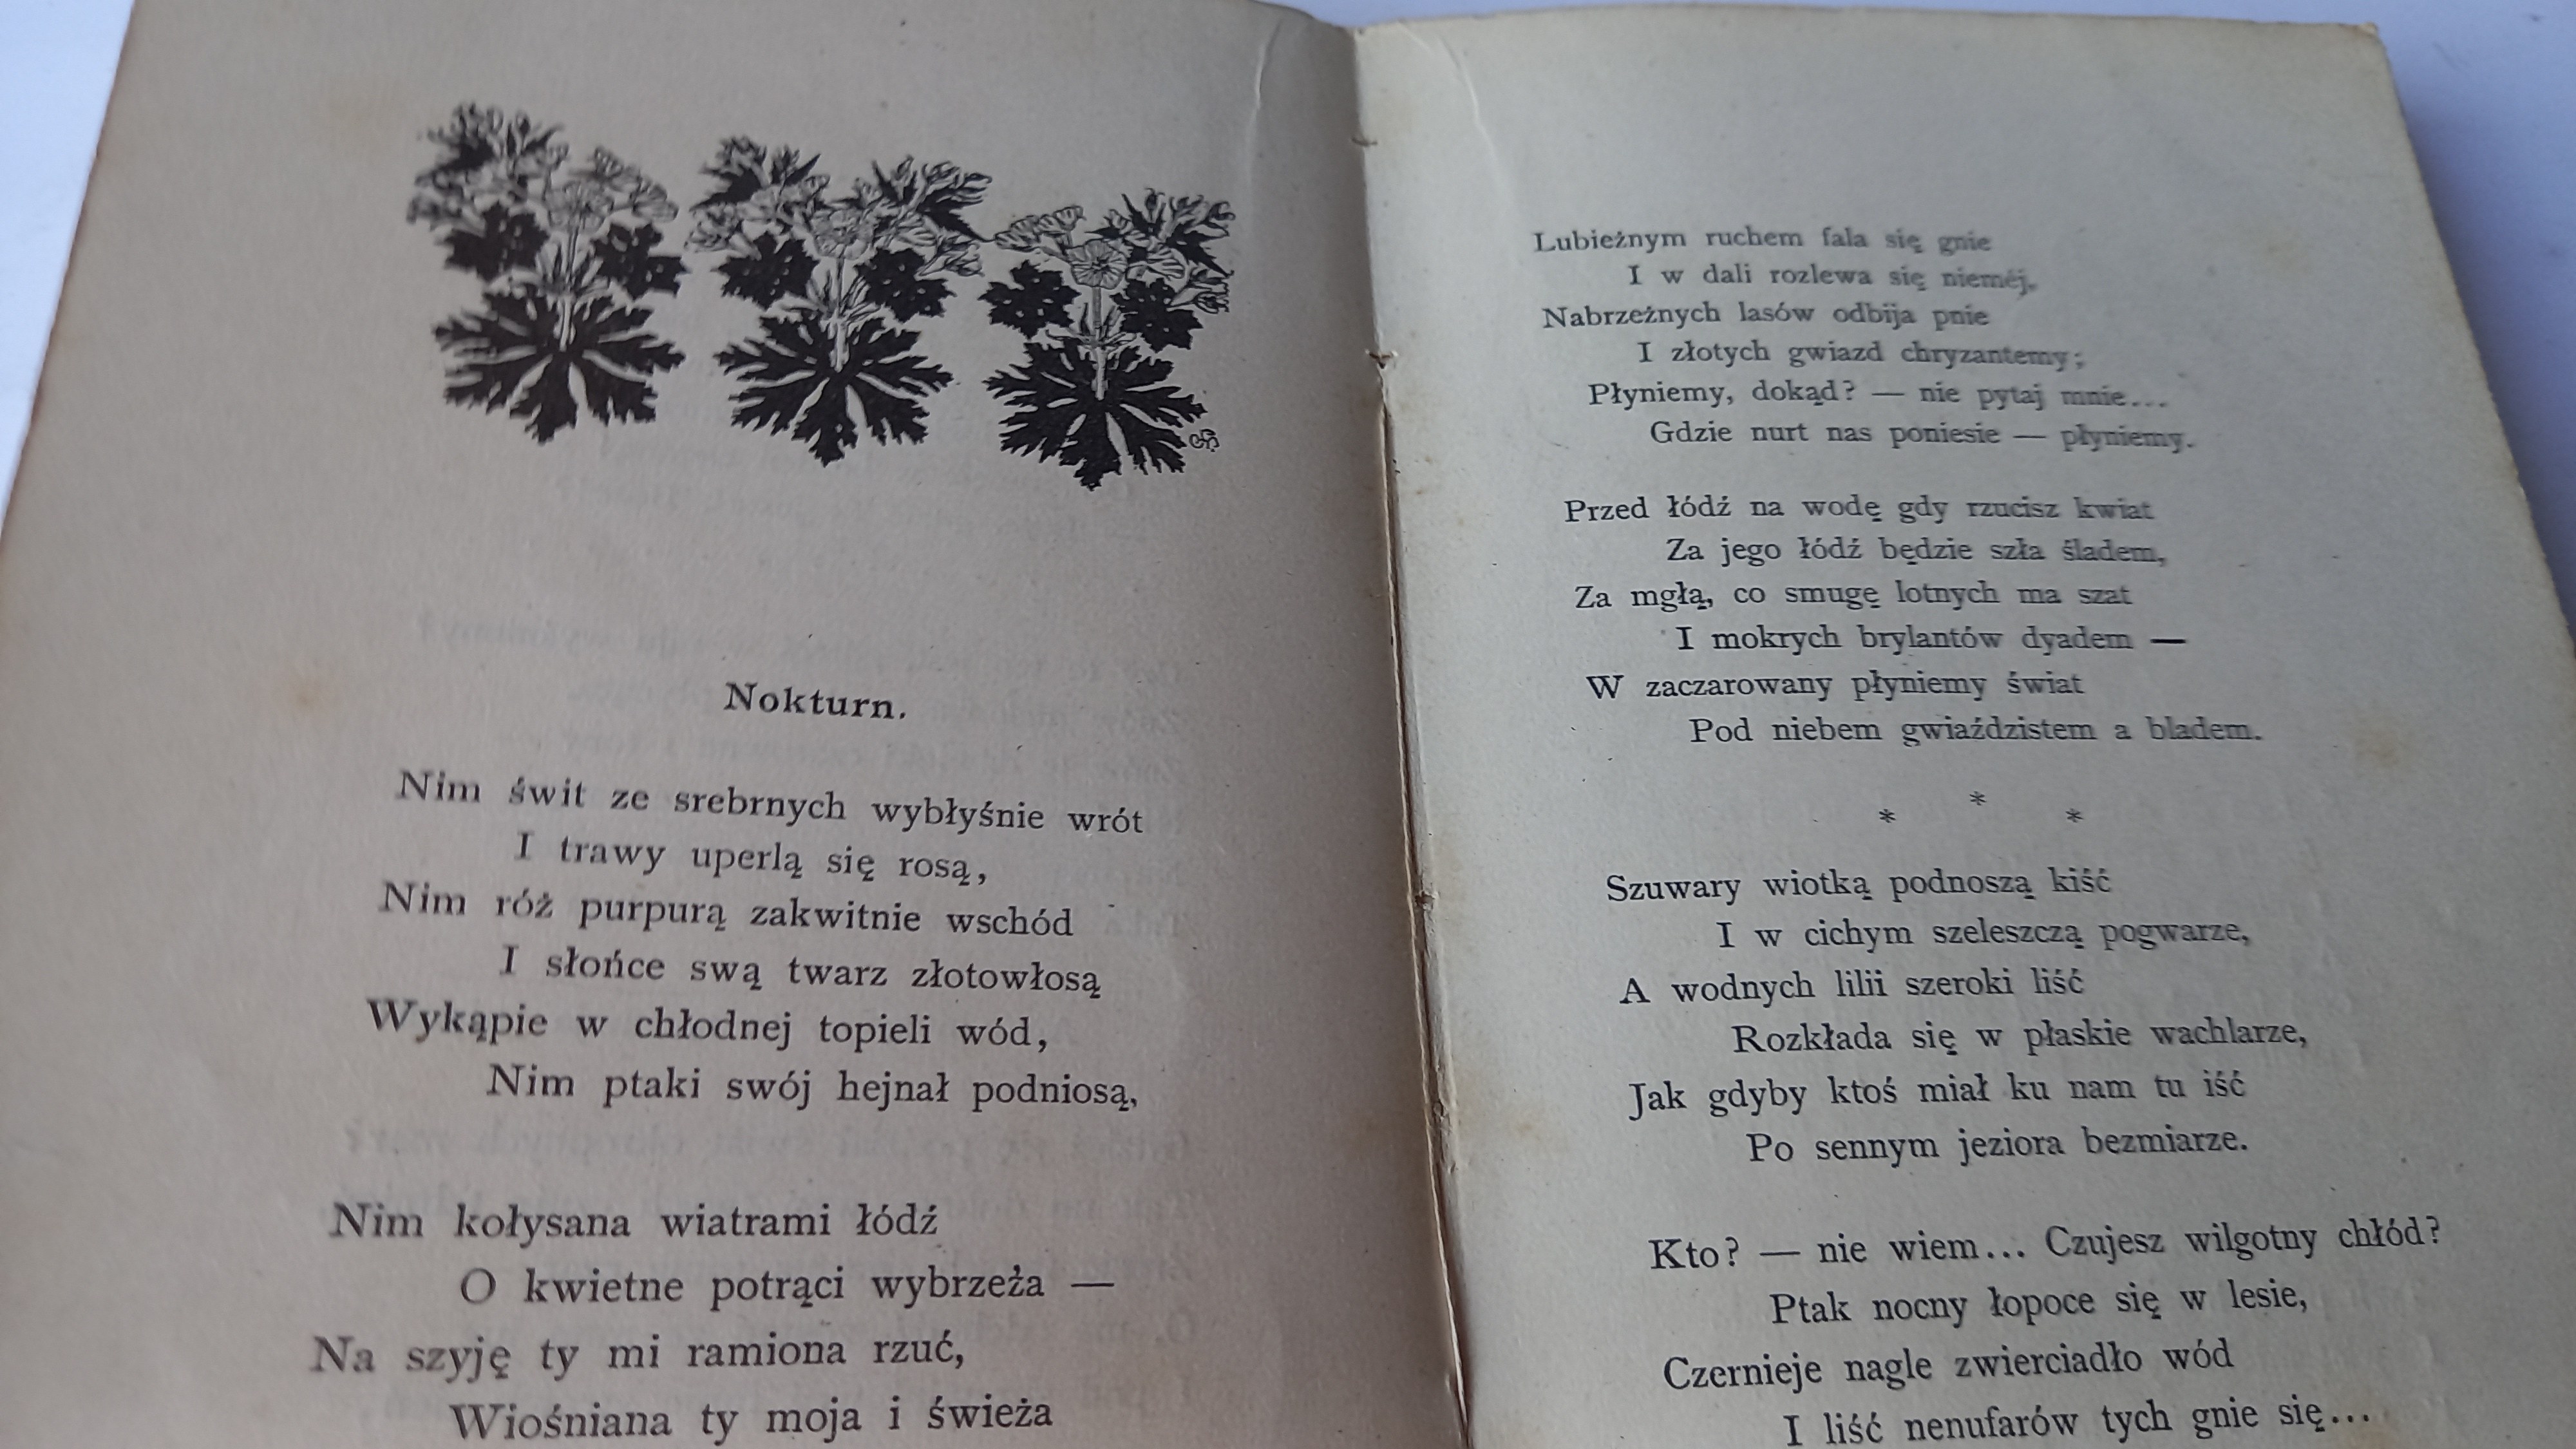 Nokturn.
Nim świt ze srebrnych wybłyśnie wrót
I trawy uperlą się rosą,
Nim róż purpurą zakwitnie wschód
I słońce swą twarz złotowłosą
Wykąpie w chłodnej topieli wód,
Nim ptaki swój hejnał podniosą,
Nim kołysana wiatrami łódź
O kwietne potrąci wybrzeża —
Na szyję ty mi ramiona rzuć,
Wiośniana ty moja i świeża
Lubieżnym ruchem fala się gnie
I w dali rozlewa się nieméj,
Nabrzeżnych lasów odbija pnie
I złotych gwiazd chryzantemy;
Płyniemy, dokąd? — nie pytaj mnie...
Gdzie nurt nas poniesie — płyniemy.
Przed łódź na wodę gdy rzucisz kwiat
Za jego łódź będzie szła śladem,
Za mgłą, co smugę lotnych ma szat
I mokrych brylantów dyadem —
W zaczarowany płyniemy świat
Pod niebem gwiaździstem a bladem.
* * *
Szuwary wiotką podnoszą kiść
I w cichym szeleszczą pogwarze,
A wodnych lilii szeroki liść
Rozkłada się w płaskie wachlarze,
Jak gdyby ktoś miał ku nam tu iść
Po sennym jeziora bezmiarze.
Kto? — nie wiem... Czujesz wilgotny chłód?
Ptak nocny łopoce się w lesie,
Czernieje nagle zwierciadło wód
I liść nenufarów tych gnie się...